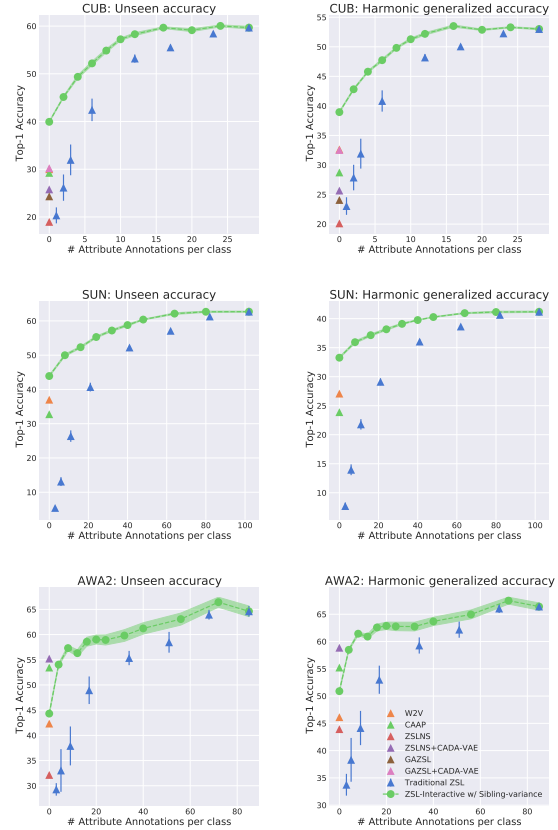 CUB: Unseen accuracy
60
50
40
30
20
Top-1 Accuracy
0 5 10 15 20 25
# Attribute Annotations per class
CUB: Harmonic generalized accuracy
55
50
45
40
35
30
25
20
Top-1 Accuracy
0 5 10 15 20 25
# Attribute Annotations per class
SUN: Unseen accuracy
60
50
40
30
20
10
Top-1 Accuracy
0 20 40 60 80 100
# Attribute Annotations per class
SUN: Harmonic generalized accuracy
40
35
30
25
20
15
10
Top-1 Accuracy
0 20 40 60 80 100
# Attribute Annotations per class
AWA2: Unseen accuracy
65
60
55
50
45
40
35
30
Top-1 Accuracy
0 20 40 60 80
# Attribute Annotations per class
AWA2: Harmonic generalized accuracy
65
60
55
50
45
40
35
30
Top-1 Accuracy
W2V
CAAP
ZSLNS
ZSLNS+CADA-VAE
GAZSL
GAZSL+CADA-VAE
Traditional ZSL
ZSL-Interactive w/ Sibling-variance
0 20 40 60 80
# Attribute Annotations per class